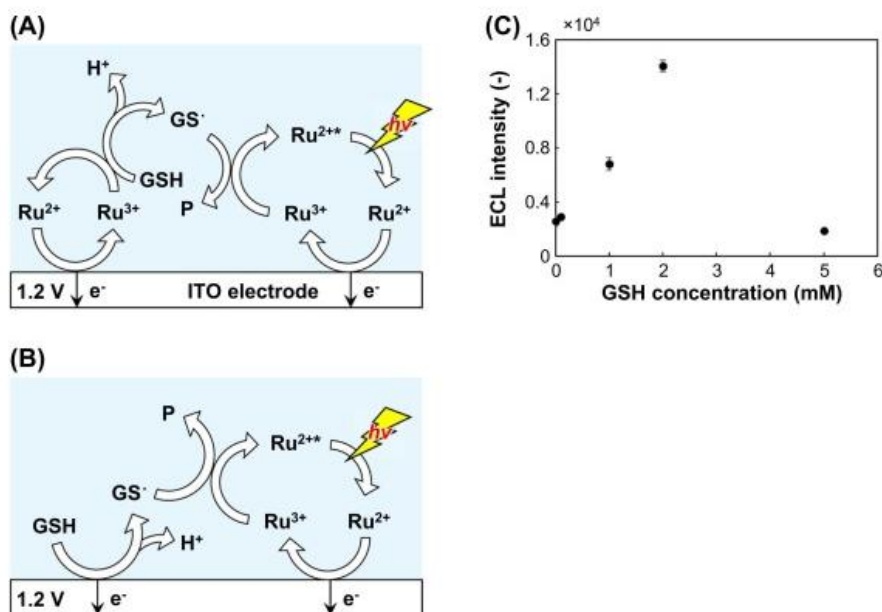 (A)
H⁺
GS·
GSH
Ru²⁺
Ru³⁺
P
Ru²⁺*
hv
Ru³⁺
Ru²⁺
1.2 V
e⁻
ITO electrode
e⁻
(B)
P
Ru²⁺*
hv
GS·
GSH
H⁺
Ru³⁺
Ru²⁺
1.2 V
e⁻
e⁻
(C)
×10⁴
ECL intensity (-)
1.6
1.2
0.8
0.4
0
0
1
2
3
4
5
6
GSH concentration (mM)